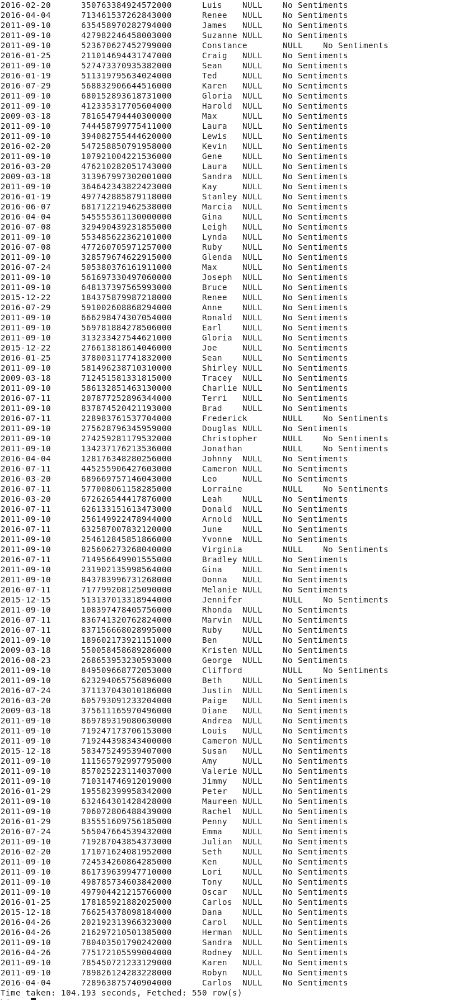 2016-02-20 350763384924572000 Luis NULL No Sentiments
2016-04-04 713461537262843000 Renee NULL No Sentiments
2011-09-10 635458970282794000 James NULL No Sentiments
2011-09-10 427982246458003000 Suzanne NULL No Sentiments
2011-09-10 523670627452799000 Constance NULL No Sentiments
2016-01-25 211014694431747000 Craig NULL No Sentiments
2011-09-10 527473370935382000 Sean NULL No Sentiments
2016-01-19 511319795634024000 Ted NULL No Sentiments
2016-07-29 568832906644516000 Karen NULL No Sentiments
2011-09-10 680152893618731000 Gloria NULL No Sentiments
2011-09-10 412335317705604000 Harold NULL No Sentiments
2009-03-18 781654794440300000 Max NULL No Sentiments
2011-09-10 744458799775411000 Laura NULL No Sentiments
2011-09-10 394082755444620000 Lewis NULL No Sentiments
2016-02-20 547258850791958000 Kevin NULL No Sentiments
2011-09-10 107921004221536000 Gene NULL No Sentiments
2016-03-20 476210282051743000 Laura NULL No Sentiments
2009-03-18 313967997302001000 Sandra NULL No Sentiments
2011-09-10 364642343822423000 Kay NULL No Sentiments
2016-01-19 497742885879118000 Stanley NULL No Sentiments
2016-06-07 681712219462538000 Marcia NULL No Sentiments
2016-04-04 545555361130000000 Gina NULL No Sentiments
2016-07-08 329490439231855000 Leigh NULL No Sentiments
2011-09-10 553485622362101000 Lynda NULL No Sentiments
2016-07-08 477260705971257000 Ruby NULL No Sentiments
2011-09-10 328579674622915000 Glenda NULL No Sentiments
2016-07-24 505380376161911000 Max NULL No Sentiments
2011-09-10 561697330497060000 Joseph NULL No Sentiments
2011-09-10 648137397565993000 Bruce NULL No Sentiments
2015-12-22 184375879987218000 Renee NULL No Sentiments
2016-07-29 591002608868294000 Anne NULL No Sentiments
2011-09-10 666298474307054000 Ronald NULL No Sentiments
2011-09-10 569781884278506000 Earl NULL No Sentiments
2011-09-10 313233427544621000 Gloria NULL No Sentiments
2015-12-22 276613818614046000 Joe NULL No Sentiments
2016-01-25 378003117741832000 Sean NULL No Sentiments
2011-09-10 581496238710310000 Shirley NULL No Sentiments
2009-03-18 712451581331815000 Tracey NULL No Sentiments
2011-09-10 586132851463130000 Charlie NULL No Sentiments
2016-07-11 207877252896344000 Terri NULL No Sentiments
2011-09-10 837874520421193000 Brad NULL No Sentiments
2016-07-11 228983761537704000 Frederick NULL No Sentiments
2011-09-10 275628796345959000 Douglas NULL No Sentiments
2011-09-10 274259281179532000 Christopher NULL No Sentiments
2011-09-10 134237176213536000 Jonathan NULL No Sentiments
2016-04-04 128176348280256000 Johnny NULL No Sentiments
2016-07-11 445255906427603000 Cameron NULL No Sentiments
2016-03-20 689669757146043000 Leo NULL No Sentiments
2016-07-11 577008061158285000 Lorraine NULL No Sentiments
2016-03-20 672626544417876000 Leah NULL No Sentiments
2016-07-11 626133151613473000 Donald NULL No Sentiments
2011-09-10 256149922478944000 Arnold NULL No Sentiments
2016-07-11 632587007832120000 June NULL No Sentiments
2011-09-10 254612845851866000 Yvonne NULL No Sentiments
2011-09-10 825606273268040000 Virginia NULL No Sentiments
2016-07-11 714956649901555000 Bradley NULL No Sentiments
2011-09-10 231902135998564000 Gina NULL No Sentiments
2011-09-10 843783996731268000 Donna NULL No Sentiments
2016-07-11 717799208125090000 Melanie NULL No Sentiments
2015-12-15 513137013318944000 Jennifer NULL No Sentiments
2011-09-10 108397478405756000 Rhonda NULL No Sentiments
2016-07-11 836741320762824000 Marvin NULL No Sentiments
2016-07-11 837156668028995000 Ruby NULL No Sentiments
2011-09-10 189602173921151000 Ben NULL No Sentiments
2009-03-18 550058458689286000 Kristen NULL No Sentiments
2016-08-23 268653953230593000 George NULL No Sentiments
2011-09-10 849509668772053000 Clifford NULL No Sentiments
2011-09-10 623294065756896000 Beth NULL No Sentiments
2016-07-24 371137043010186000 Justin NULL No Sentiments
2016-03-20 605793091233204000 Paige NULL No Sentiments
2009-03-18 375611165970496000 Diane NULL No Sentiments
2011-09-10 869789319080630000 Andrea NULL No Sentiments
2011-09-10 719247173706153000 Louis NULL No Sentiments
2011-09-10 719244398343400000 Cameron NULL No Sentiments
2015-12-18 583475249539407000 Susan NULL No Sentiments
2011-09-10 111565792997795000 Amy NULL No Sentiments
2011-09-10 857025223114037000 Valerie NULL No Sentiments
2011-09-10 710314746912019000 Jimmy NULL No Sentiments
2016-01-29 195582399958342000 Peter NULL No Sentiments
2011-09-10 632464301428428000 Maureen NULL No Sentiments
2011-09-10 706072806488439000 Rachel NULL No Sentiments
2016-01-29 835551609756185000 Penny NULL No Sentiments
2016-07-24 565047664539432000 Emma NULL No Sentiments
2011-09-10 719287043854373000 Julian NULL No Sentiments
2016-02-20 171071624081952000 Seth NULL No Sentiments
2011-09-10 724534260864285000 Ken NULL No Sentiments
2011-09-10 861739639947710000 Lori NULL No Sentiments
2011-09-10 498785734603842000 Tony NULL No Sentiments
2011-09-10 497904421215766000 Oscar NULL No Sentiments
2016-01-25 178185921882025000 Carlos NULL No Sentiments
2015-12-18 766254378098184000 Dana NULL No Sentiments
2016-04-26 202192313966323000 Carol NULL No Sentiments
2016-04-26 216297210501385000 Herman NULL No Sentiments
2011-09-10 780403501790242000 Sandra NULL No Sentiments
2016-04-26 775172105599004000 Rodney NULL No Sentiments
2011-09-10 785450721233129000 Karen NULL No Sentiments
2011-09-10 789826124283228000 Robyn NULL No Sentiments
2016-04-04 728963875740904000 Carlos NULL No Sentiments
Time taken: 104.193 seconds, Fetched: 550 row(s)